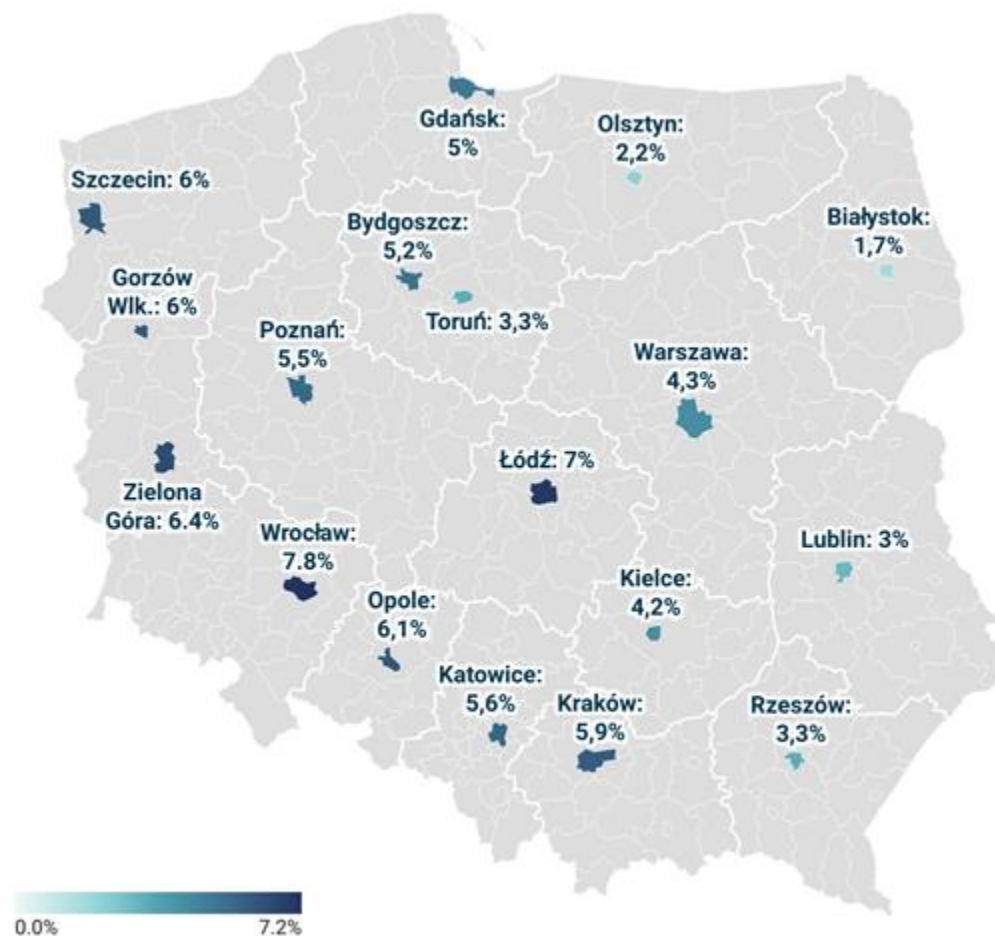 Gdańsk:
5%
Olsztyn:
2,2%
Szczecin: 6%
Białystok:
1,7%
Bydgoszcz:
5,2%
Gorzów
Wlk.: 6%
Toruń: 3,3%
Poznań:
5,5%
Warszawa:
4,3%
Łódź: 7%
Zielona
Góra: 6.4%
Wrocław:
7.8%
Lublin: 3%
Kielce:
4,2%
Opole:
6,1%
Katowice:
5,6%
Kraków:
5,9%
Rzeszów:
3,3%
0.0%
7.2%